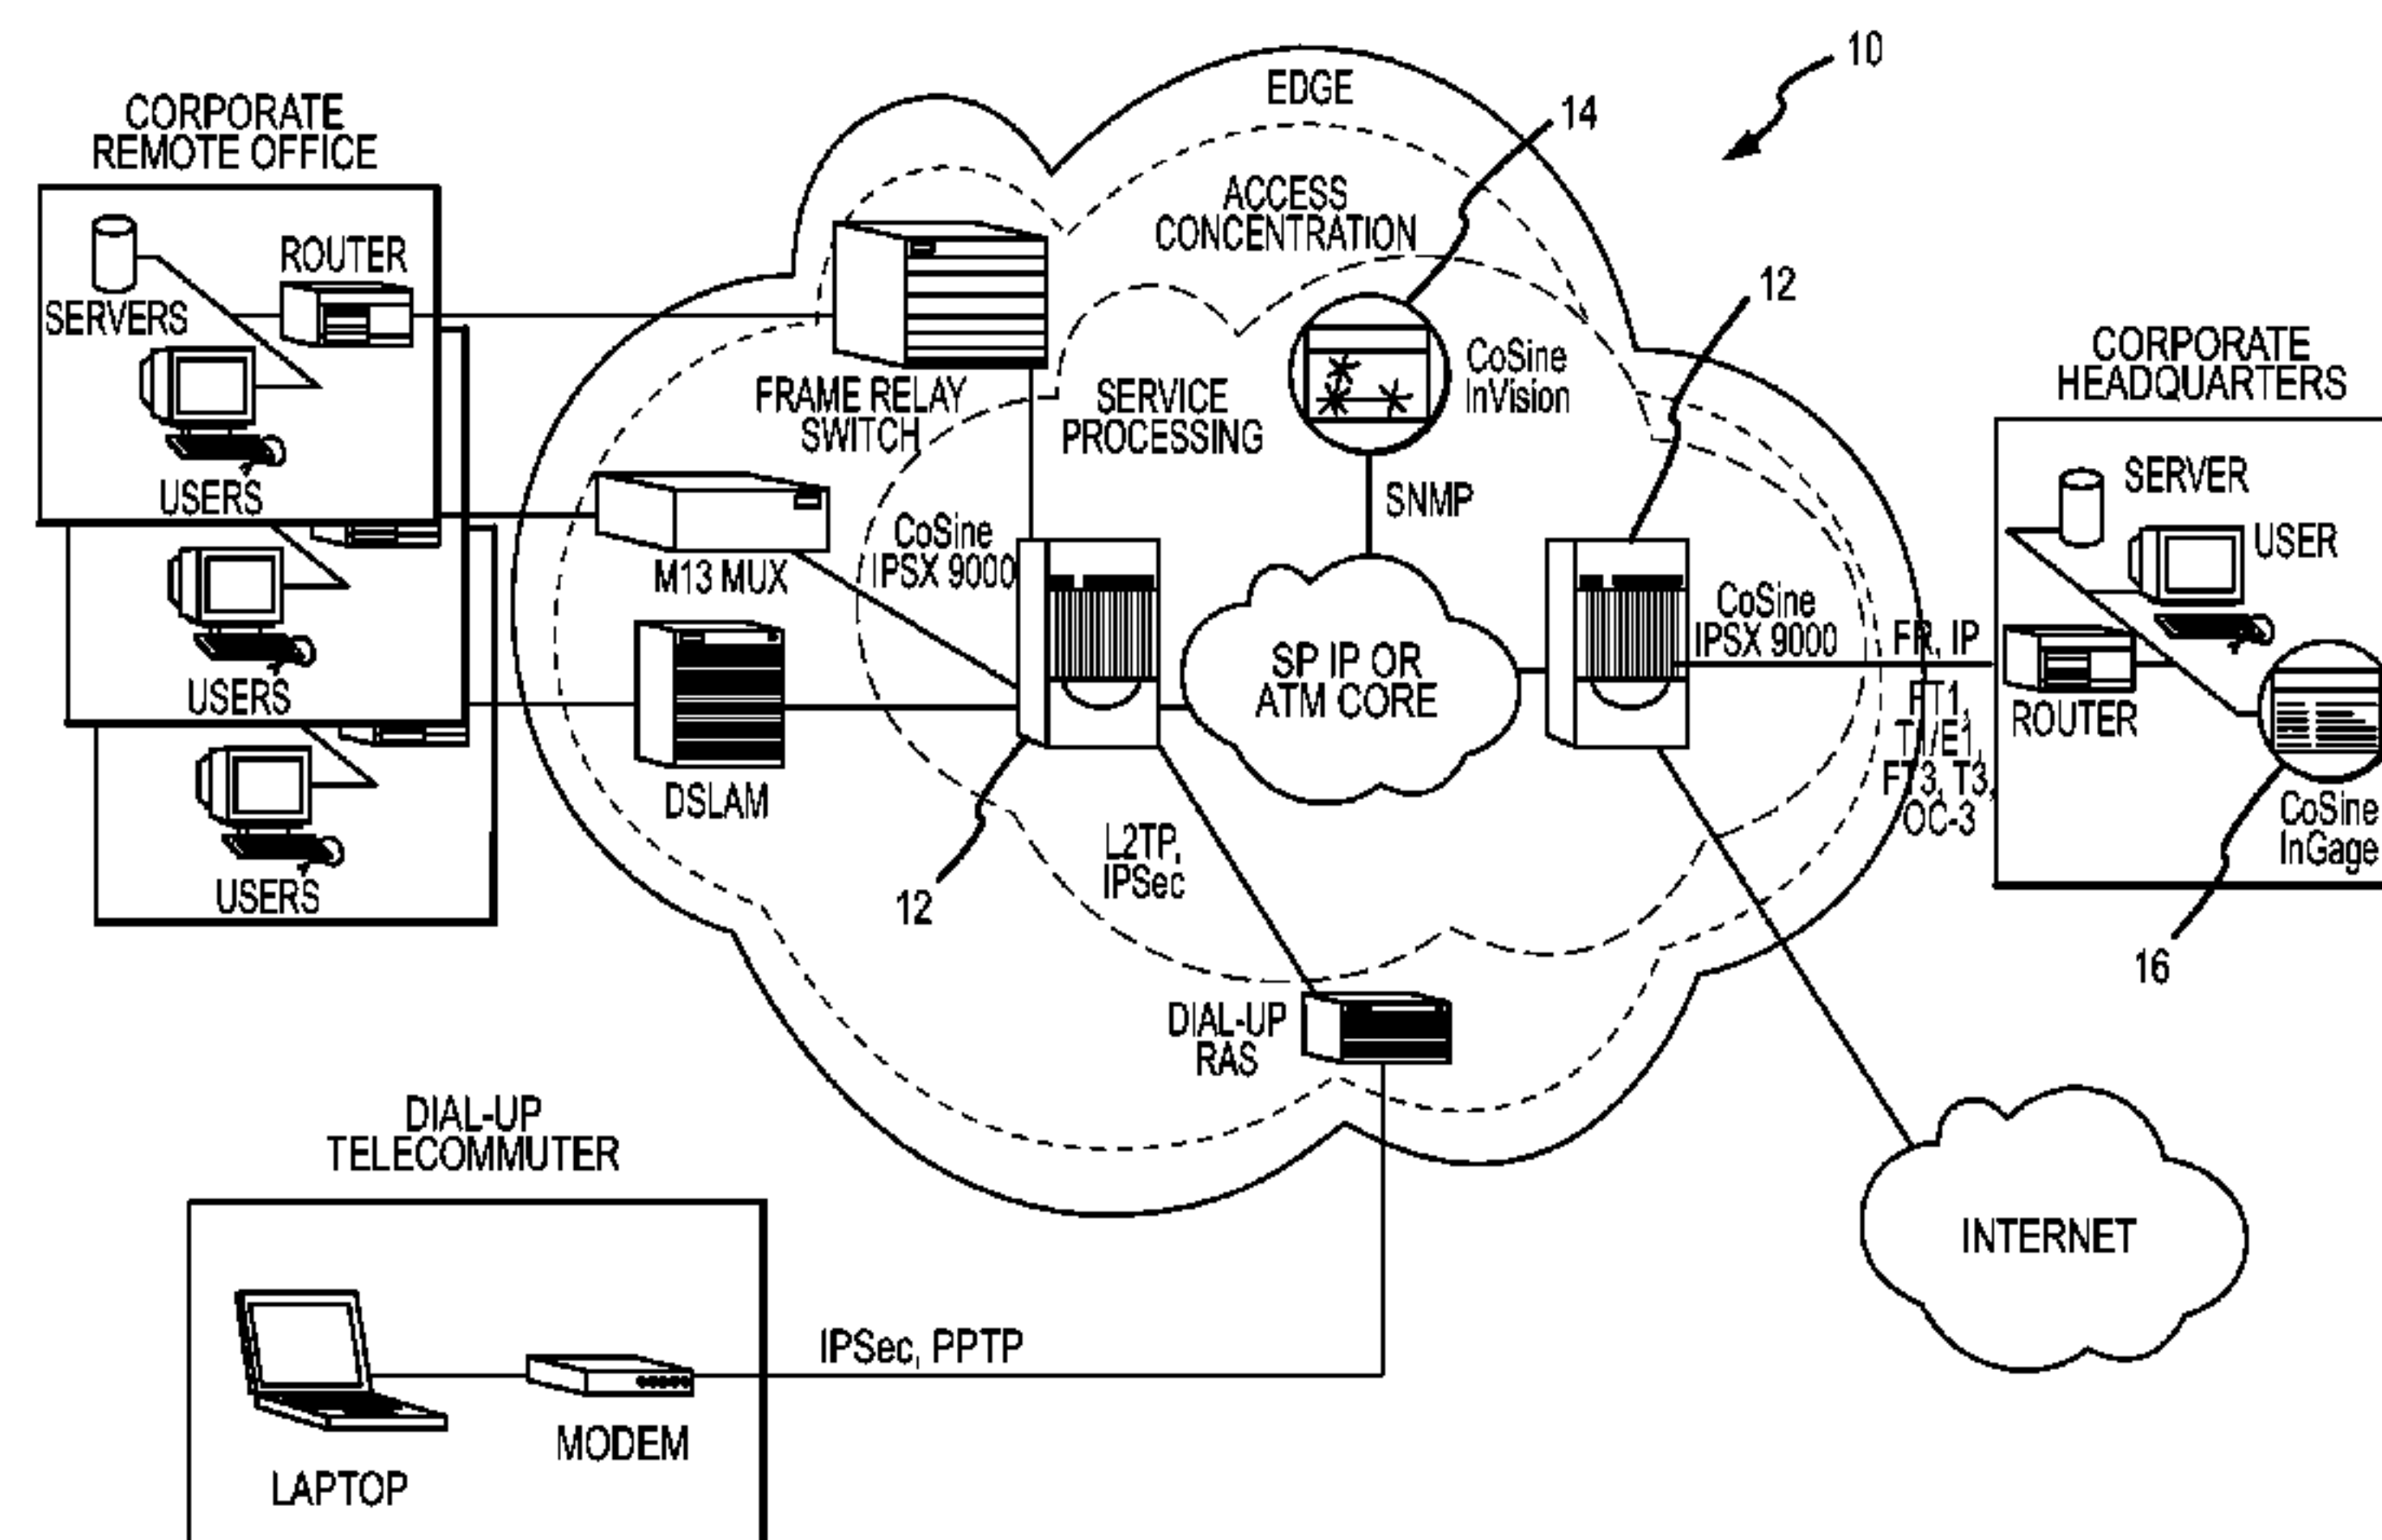 10
EDGE
14
CORPORATE
REMOTE OFFICE
ACCESS
CONCENTRATION
ROUTER
SERVERS
12
CORPORATE
HEADQUARTERS
CoSine
InVision
FRAME RELAY
SWITCH
SERVICE
PROCESSING
USERS
SERVER
SNMP
USER
CoSine
IPSX 9000
M13 MUX
CoSine
IPSX 9000
FR, IP
USERS
SP IP OR
ATM CORE
FT1,
T1/E1,
FT3, T3,
OC-3
ROUTER
DSLAM
CoSine
InGage
L2TP,
IPSec
USERS
12
16
DIAL-UP
RAS
DIAL-UP
TELECOMMUTER
INTERNET
IPSec, PPTP
MODEM
LAPTOP